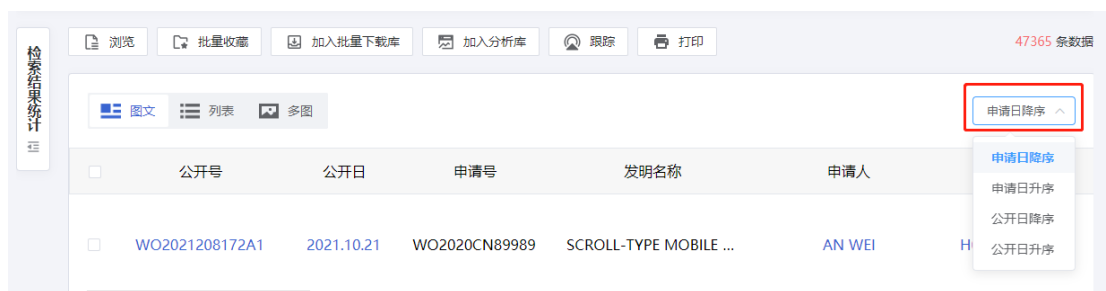 检索结果统计
浏览 批量收藏 加入批量下载库 加入分析库 跟踪 打印 47365 条数据
图文 列表 多图 申请日降序
公开号 公开日 申请号 发明名称 申请人
申请日降序
申请日升序
公开日降序
公开日升序
WO2021208172A1 2021.10.21 WO2020CN89989 SCROLL-TYPE MOBILE ... AN WEI